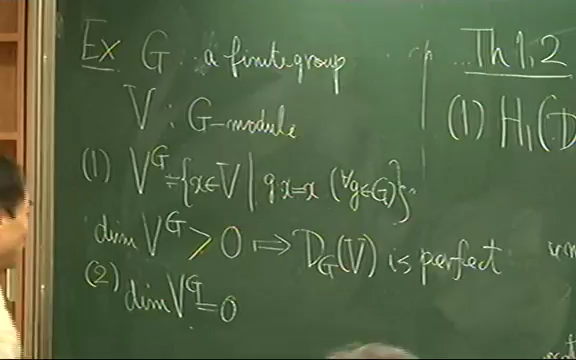 Ex G : a finite group
V : G-module
(1) V^G = {x∈V | gx=x (∀g∈G)}
dim V^G > 0 ⟹ D_G(V) is perfect
(2) dim V^G = 0
Th 1.2
(1) H_1(D